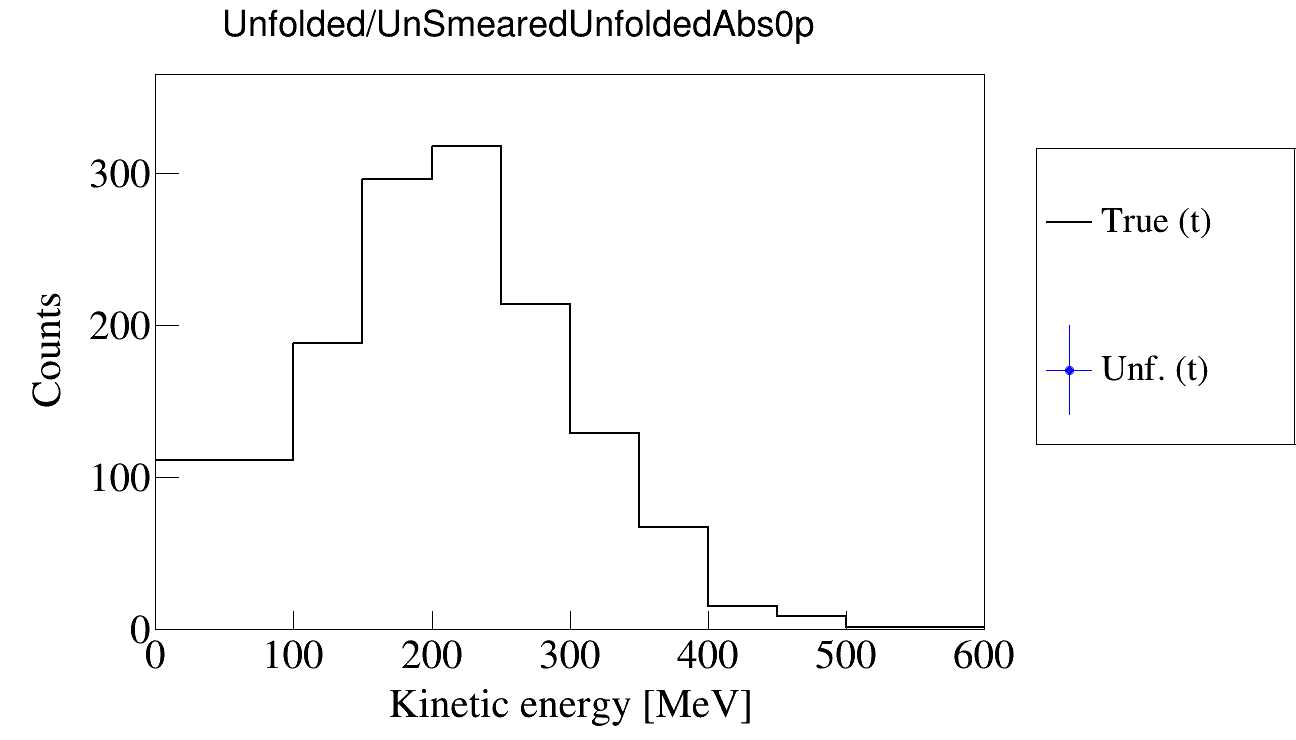 Unfolded/UnSmearedUnfoldedAbs0p
300
200
100
0
Counts
0 100 200 300 400 500 600
Kinetic energy [MeV]
True (t)
Unf. (t)